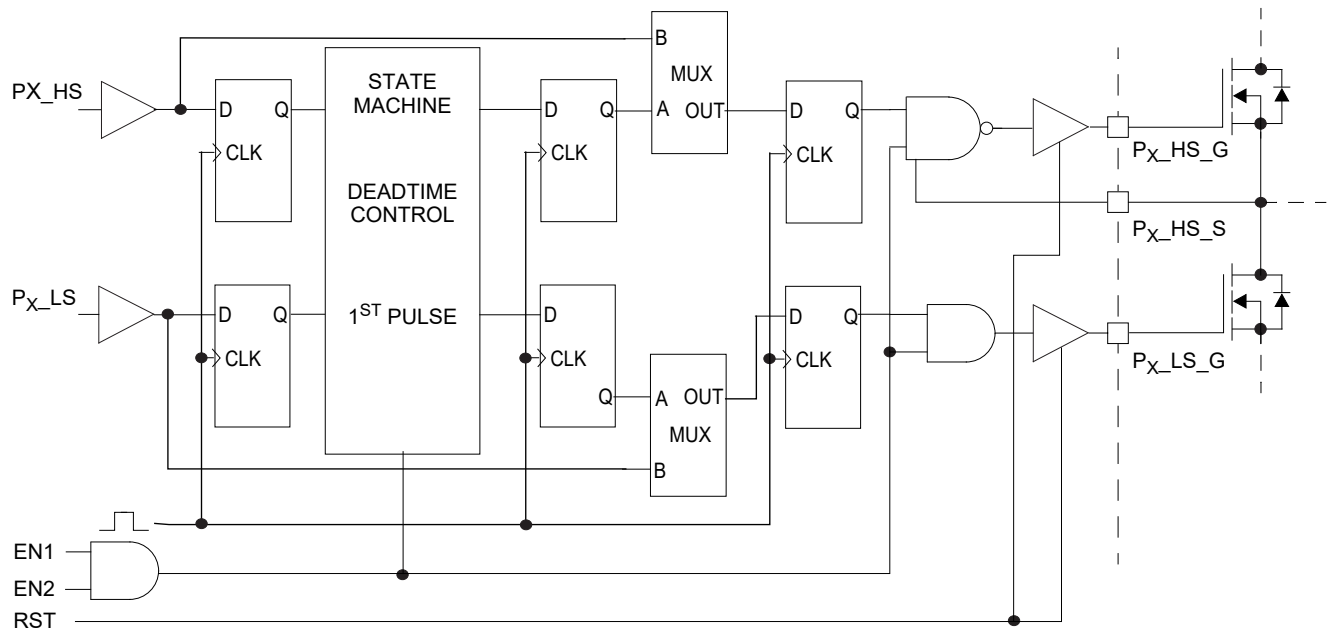 PX_HS
D Q
CLK
STATE
MACHINE
DEADTIME
CONTROL
1ST PULSE
D Q
CLK
B
MUX
A OUT
D Q
CLK
PX_HS_G
PX_HS_S
PX_LS
D Q
CLK
D
CLK
Q
A OUT
MUX
B
D Q
CLK
PX_LS_G
EN1
EN2
RST